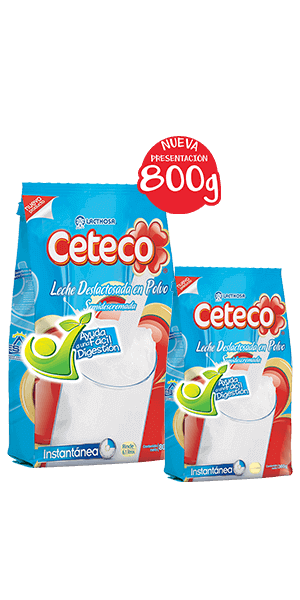 NUEVA
PRESENTACIÓN
800g
LACTHOSA
Ceteco
Leche Deslactosada en Polvo
Semidescremada
Ayuda
a una Fácil
Digestión
Instantánea
Rinde
LACTHOSA
Ceteco
Leche Deslactosada en Polvo
Semidescremada
Ayuda
a una Fácil
Digestión
Instantánea